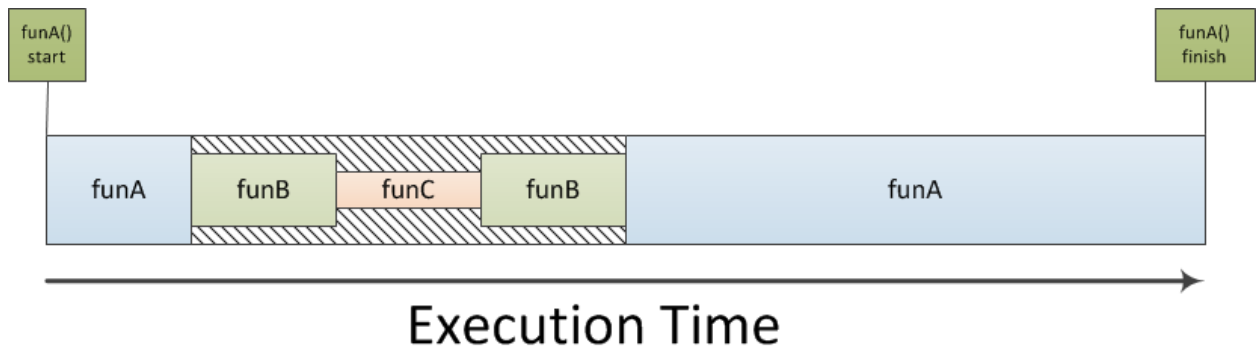 funA()
start
funA()
finish
funA
funB
funC
funB
funA
Execution Time